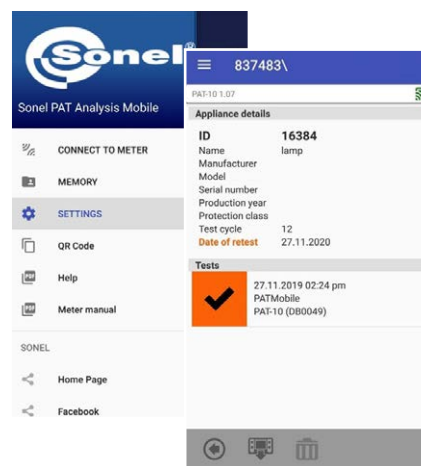 Sonel
Sonel PAT Analysis Mobile
CONNECT TO METER
MEMORY
SETTINGS
QR Code
Help
Meter manual
SONEL
Home Page
Facebook
837483\
PAT-10 1.07
Appliance details
ID 16384
Name lamp
Manufacturer
Model
Serial number
Production year
Protection class
Test cycle 12
Date of retest 27.11.2020
Tests
27.11.2019 02:24 pm
PATMobile
PAT-10 (DB0049)